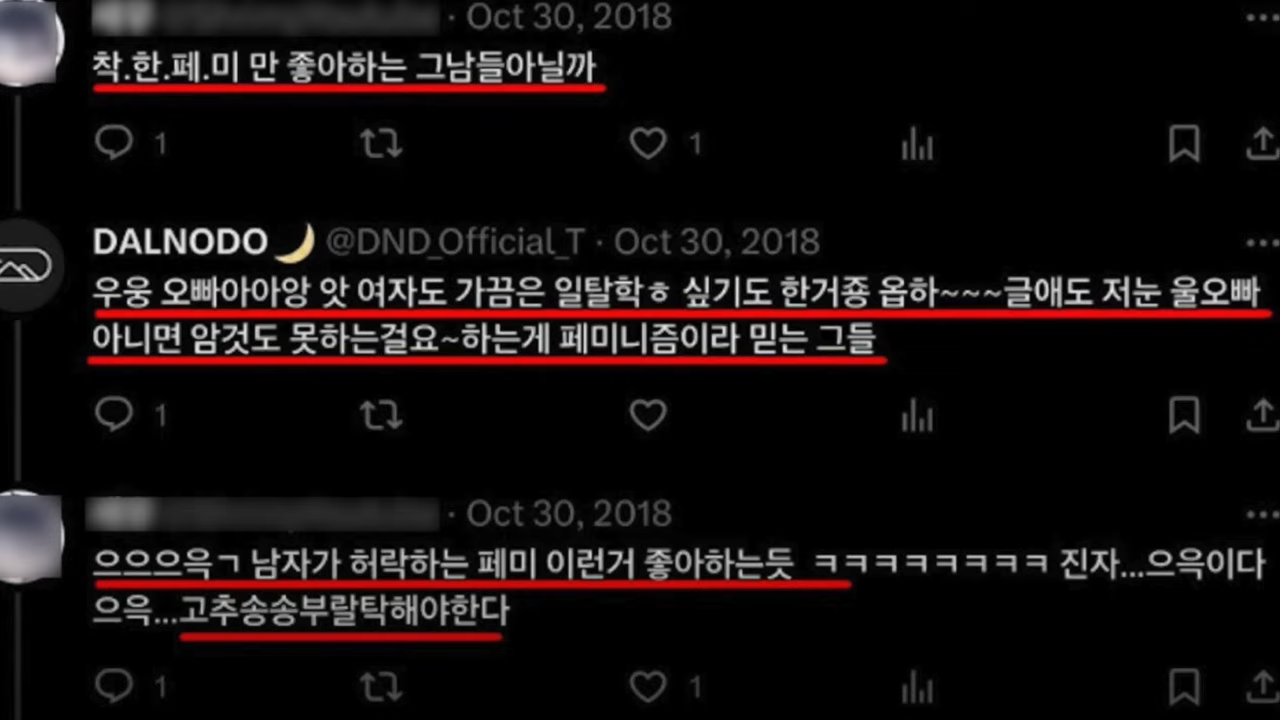 · Oct 30, 2018
착.한.페.미 만 좋아하는 그남들아닐까
1 1
DALNODO🌙 @DND_Official_T · Oct 30, 2018
우웅 오빠아아앙 앗 여자도 가끔은 일탈학ㅎ 싶기도 한거죵 옵하~~~글애도 저눈 울오빠
아니면 암것도 못하는걸요~하는게 페미니즘이라 믿는 그들
1
· Oct 30, 2018
으으으윽ㄱ 남자가 허락하는 페미 이런거 좋아하는듯 ㅋㅋㅋㅋㅋㅋㅋㅋ 진자...으윽이다
으윽...고추송송부랄탁해야한다
1 1